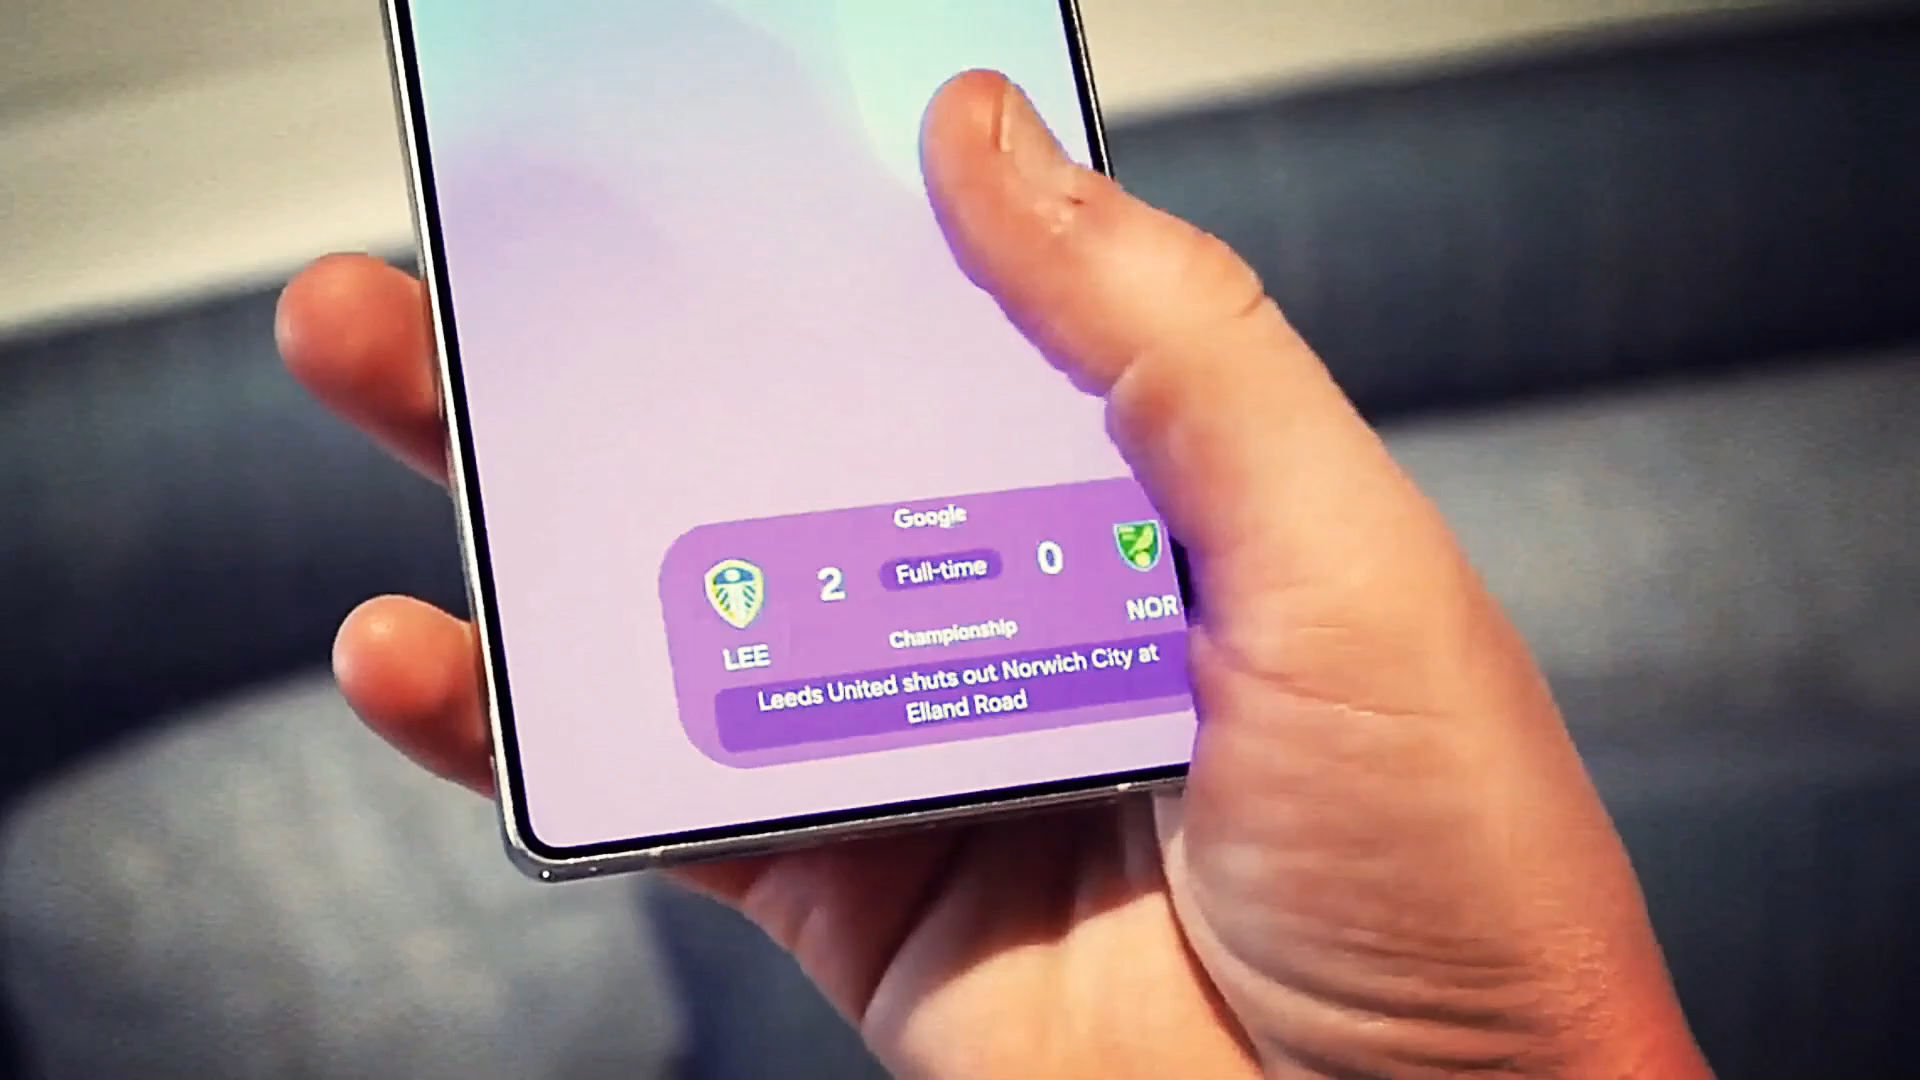 Google
2 Full-time 0
LEE Championship NOR
Leeds United shuts out Norwich City at
Elland Road